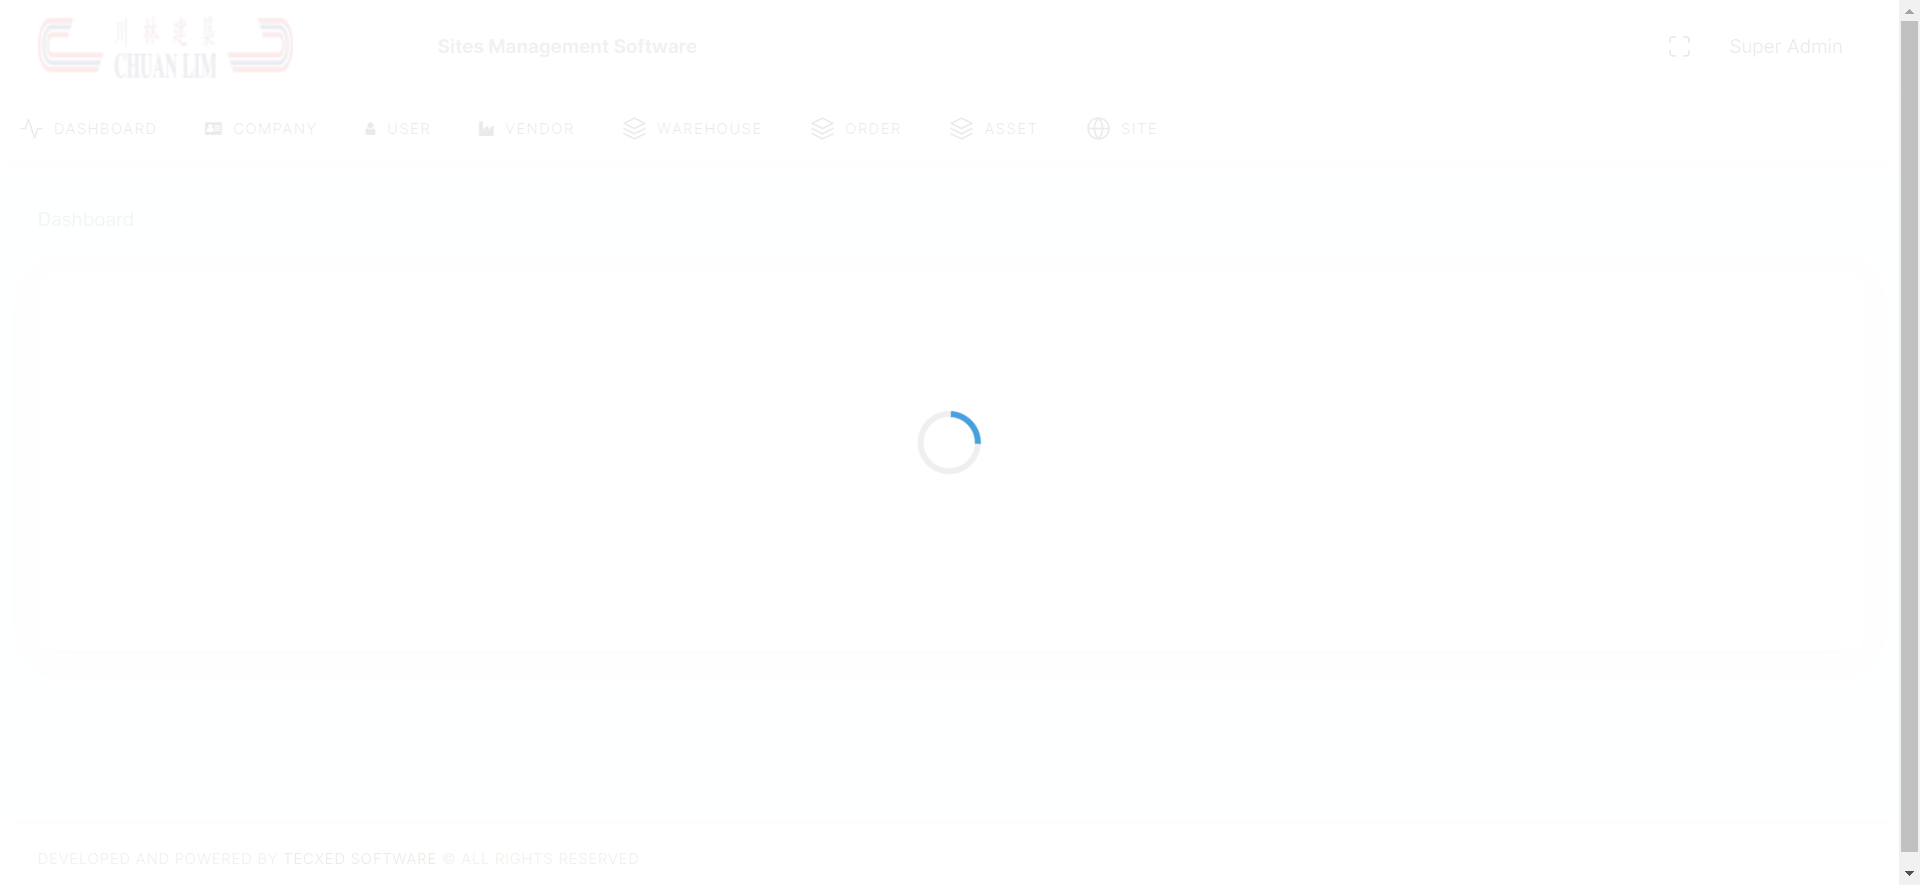 川林建築
CHUAN LIM
Sites Management Software
Super Admin
DASHBOARD COMPANY USER VENDOR WAREHOUSE ORDER ASSET SITE
Dashboard
DEVELOPED AND POWERED BY TECXED SOFTWARE © ALL RIGHTS RESERVED